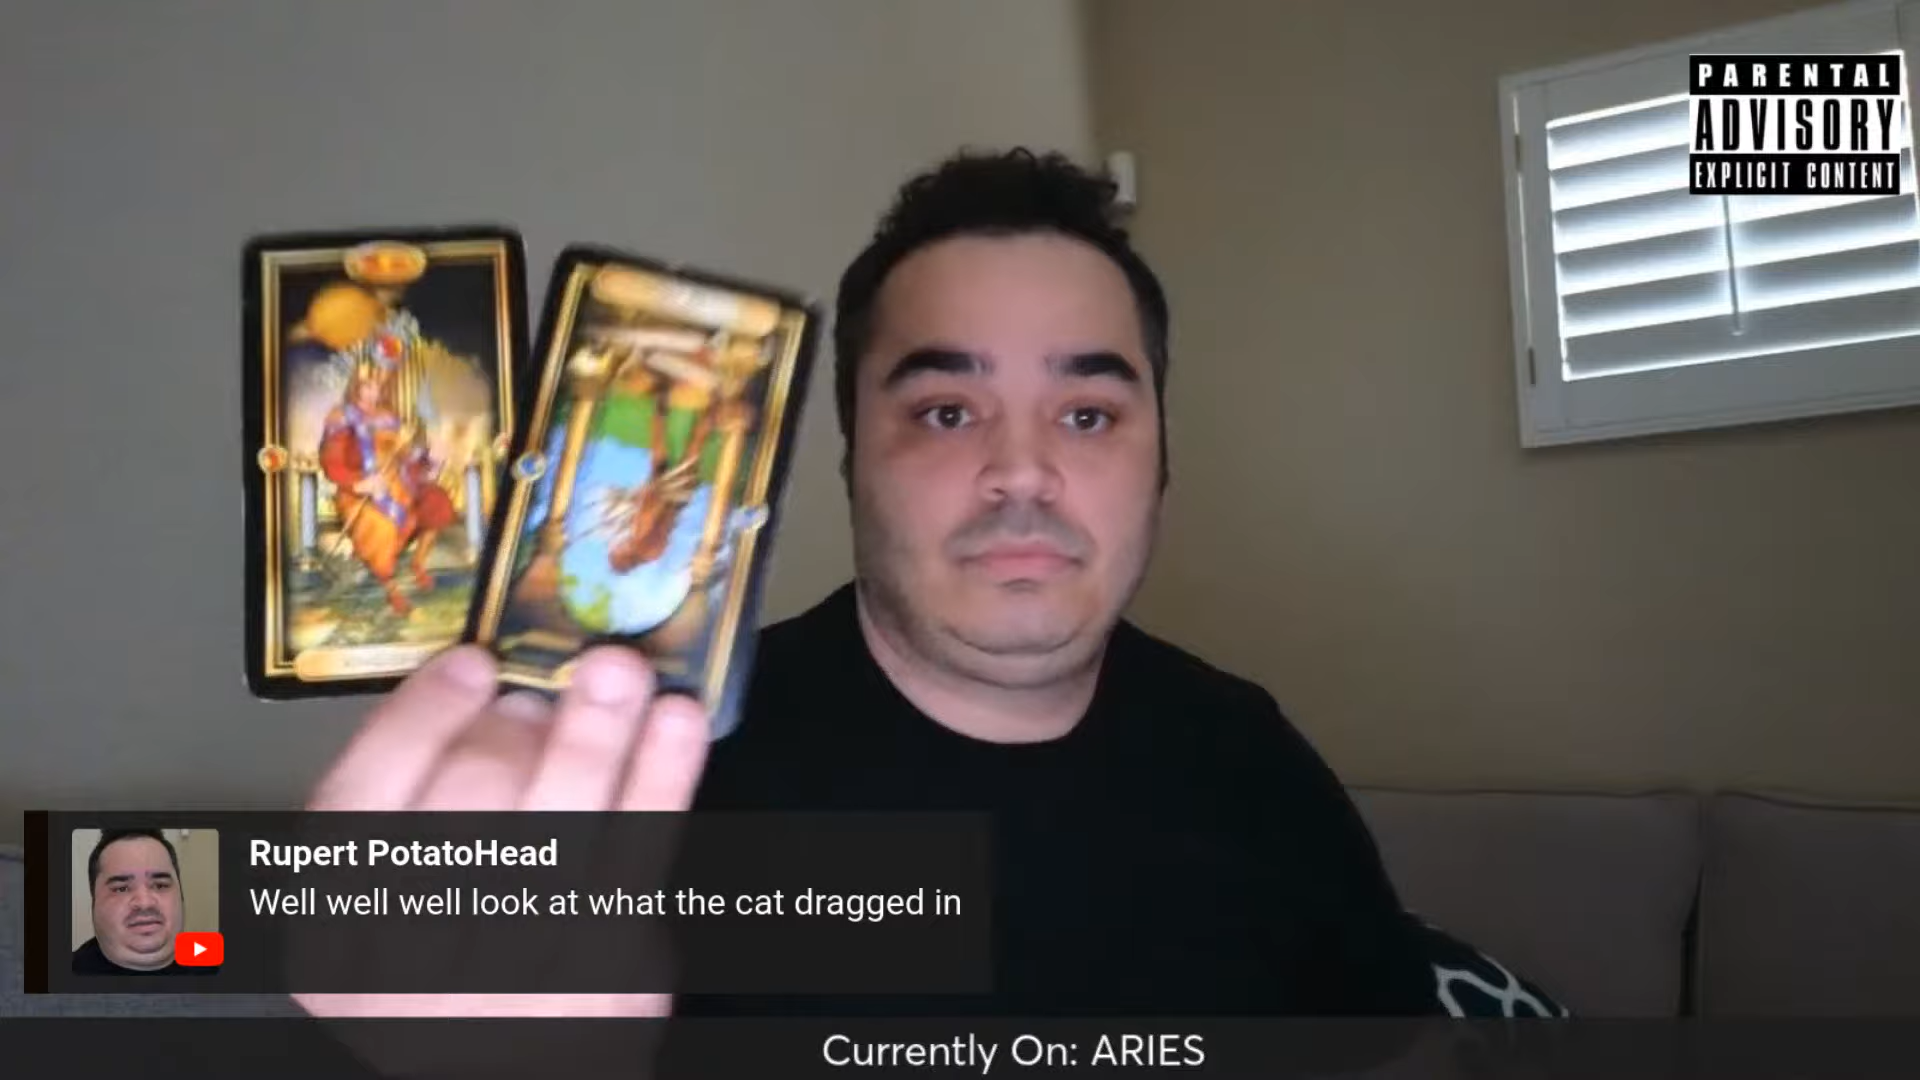 PARENTAL
ADVISORY
EXPLICIT CONTENT
Rupert PotatoHead
Well well well look at what the cat dragged in
Currently On: ARIES